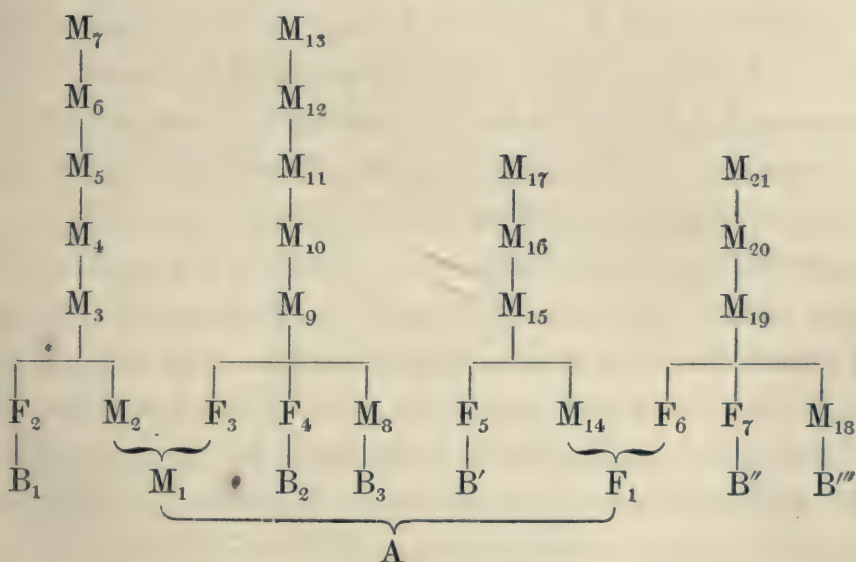 M₇ M₁₃
M₆ M₁₂
M₅ M₁₁ M₁₇ M₂₁
M₄ M₁₀ M₁₆ M₂₀
M₃ M₉ M₁₅ M₁₉
F₂ M₂ F₃ F₄ M₈ F₅ M₁₄ F₆ F₇ M₁₈
B₁ M₁ B₂ B₃ B′ F₁ B″ B‴
A